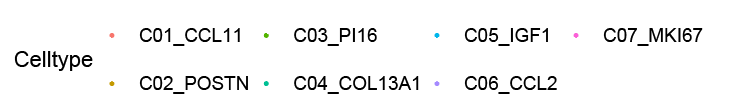 C01_CCL11 C03_PI16 C05_IGF1 C07_MKI67
Celltype
C02_POSTN C04_COL13A1 C06_CCL2